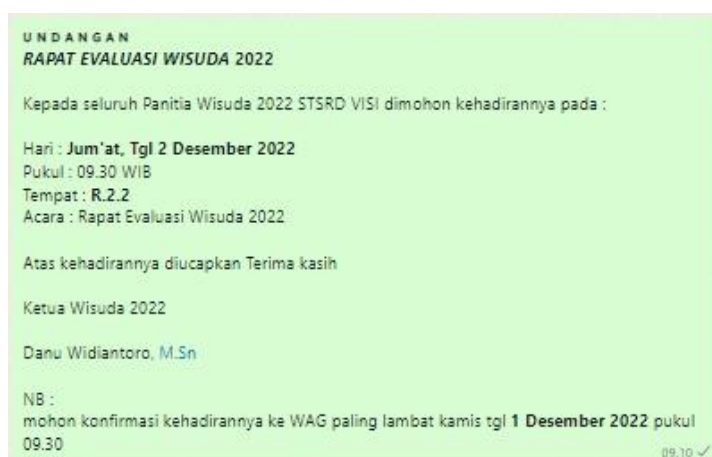 UNDANGAN
RAPAT EVALUASI WISUDA 2022
Kepada seluruh Panitia Wisuda 2022 STSRD VISI dimohon kehadirannya pada :
Hari : Jum'at, Tgl 2 Desember 2022
Pukul : 09.30 WIB
Tempat : R.2.2
Acara : Rapat Evaluasi Wisuda 2022
Atas kehadirannya diucapkan Terima kasih
Ketua Wisuda 2022
Danu Widiantoro, M.Sn
NB :
mohon konfirmasi kehadirannya ke WAG paling lambat kamis tgl 1 Desember 2022 pukul
09.30
09.10